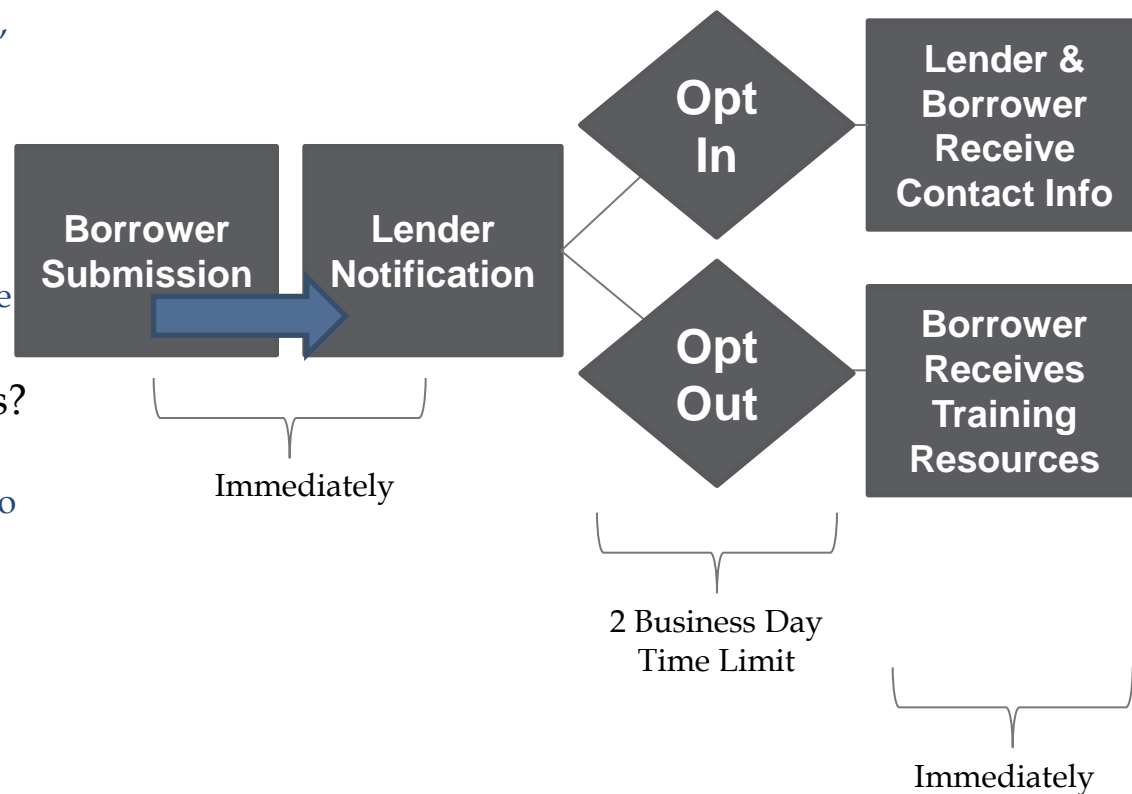 ,
e
s?
o
Borrower
Submission
Lender
Notification
Opt
In
Opt
Out
Lender &
Borrower
Receive
Contact Info
Borrower
Receives
Training
Resources
Immediately
2 Business Day
Time Limit
Immediately